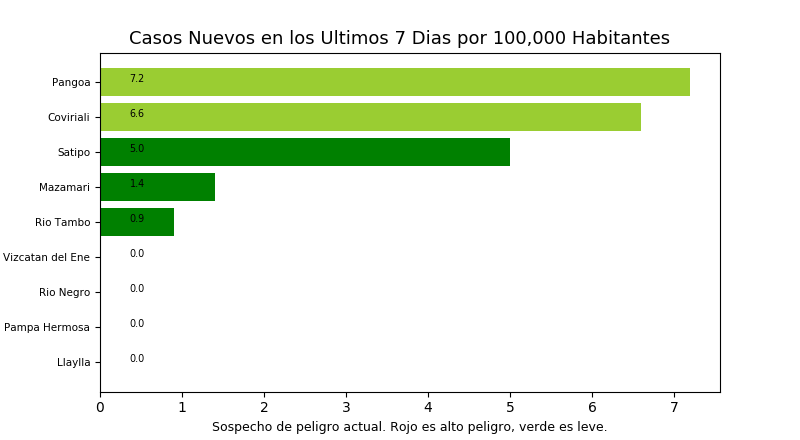 Casos Nuevos en los Ultimos 7 Dias por 100,000 Habitantes
Pangoa 7.2
Coviriali 6.6
Satipo 5.0
Mazamari 1.4
Rio Tambo 0.9
Vizcatan del Ene 0.0
Rio Negro 0.0
Pampa Hermosa 0.0
Llaylla 0.0
0 1 2 3 4 5 6 7
Sospecho de peligro actual. Rojo es alto peligro, verde es leve.